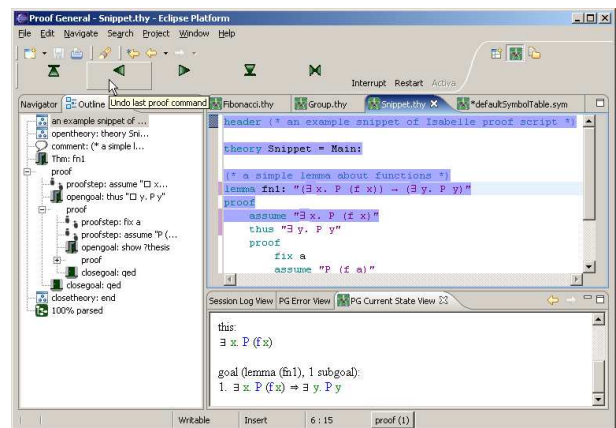 Proof General - Snippet.thy - Eclipse Platform
File Edit Navigate Search Project Window Help
Interrupt Restart Activa
Undo last proof command
Navigator Outline
Fibonacci.thy Group.thy Snippet.thy *defaultSymbolTable.sym
an example snippet of ...
opentheory: theory Sni...
comment: (* a simple l...
Thm: fn1
proof
proofstep: assume "□ x...
opengoal: thus "□ y. P y"
proof
proofstep: fix a
proofstep: assume "P (...
opengoal: show ?thesis
proof
closegoal: qed
closegoal: qed
closetheory: end
100% parsed
header (* an example snippet of Isabelle proof script *)
theory Snippet = Main:
(* a simple lemma about functions *)
lemma fn1: "(∃ x. P (f x)) → (∃ y. P y)"
proof
assume "∃ x. P (f x)"
thus "∃ y. P y"
proof
fix a
assume "P (f a)"
Session Log View PG Error View PG Current State View
this:
∃ x. P (f x)
goal (lemma (fn1), 1 subgoal):
1. ∃ x. P (f x) ⇒ ∃ y. P y
Writable Insert 6 : 15 proof (1)